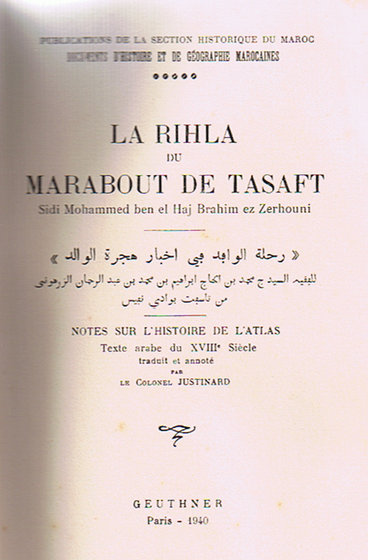 PUBLICATIONS DE LA SECTION HISTORIQUE DU MAROC
DOCUMENTS D'HISTOIRE ET DE GÉOGRAPHIE MAROCAINES
LA RIHLA
DU
MARABOUT DE TASAFT
Sidi Mohammed ben el Haj Brahim ez Zerhouni
« رحلة الوافد في اخبار هجرة الوالد »
للفقيه السيد ج محمد بن الحاج ابراهيم بن محمد بن عبد الرحمان الزرهوني
من تاسفت بوادي نفيس
NOTES SUR L'HISTOIRE DE L'ATLAS
Texte arabe du XVIIIe Siècle
traduit et annoté
PAR
LE COLONEL JUSTINARD
GEUTHNER
Paris - 1940